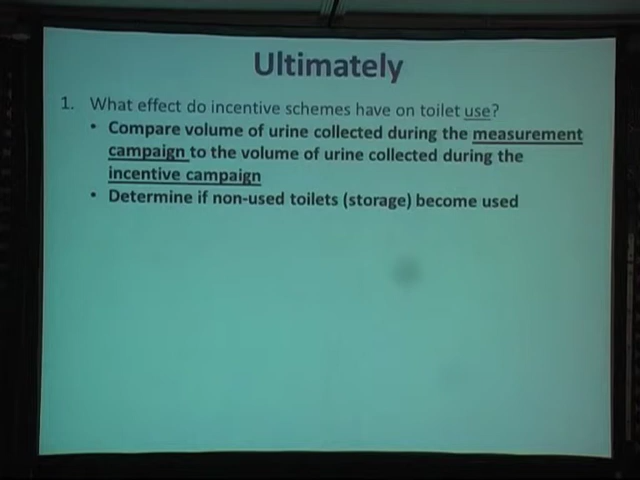 Ultimately
1. What effect do incentive schemes have on toilet use?
• Compare volume of urine collected during the measurement
campaign to the volume of urine collected during the
incentive campaign
• Determine if non-used toilets (storage) become used